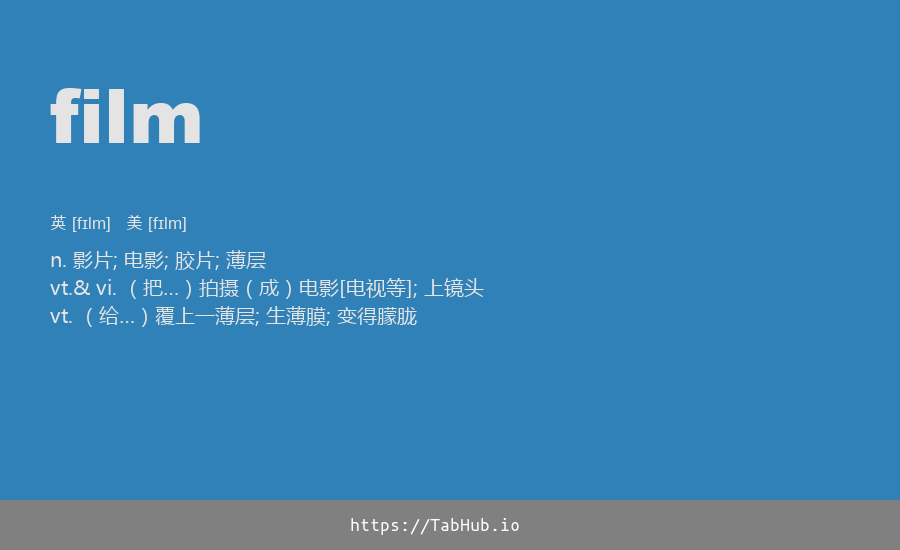 film
英 [fɪlm] 美 [fɪlm]
n. 影片; 电影; 胶片; 薄层
vt.& vi. （把…）拍摄（成）电影[电视等]; 上镜头
vt. （给…）覆上一薄层; 生薄膜; 变得朦胧
https://TabHub.io